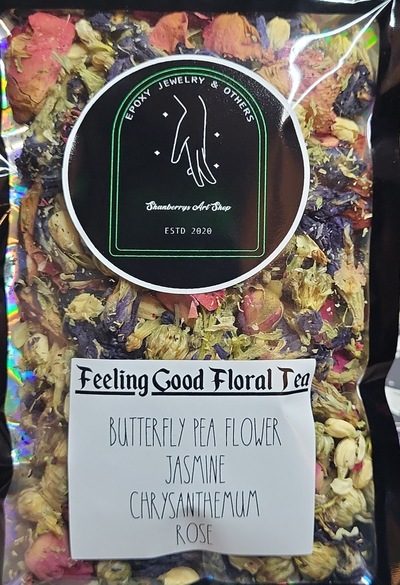 EPOXY JEWELRY & OTHERS
Shanberrys Art Shop
ESTD 2020
Feeling Good Floral Tea
BUTTERFLY PEA FLOWER
JASMINE
CHRYSANTHEMUM
ROSE